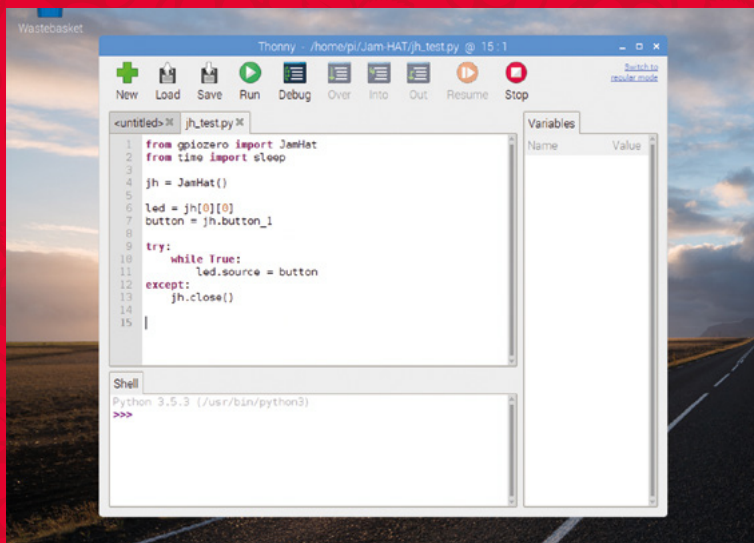 Wastebasket
Thonny - /home/pi/Jam-HAT/jh_test.py @ 15:1
New Load Save Run Debug Over Into Out Resume Stop
Switch to
regular mode
<untitled> jh_test.py
1 from gpiozero import JamHat
2 from time import sleep
3
4 jh = JamHat()
5
6 led = jh[0][0]
7 button = jh.button_1
8
9 try:
10     while True:
11         led.source = button
12 except:
13     jh.close()
14
15
Variables
Name Value
Shell
Python 3.5.3 (/usr/bin/python3)
>>>